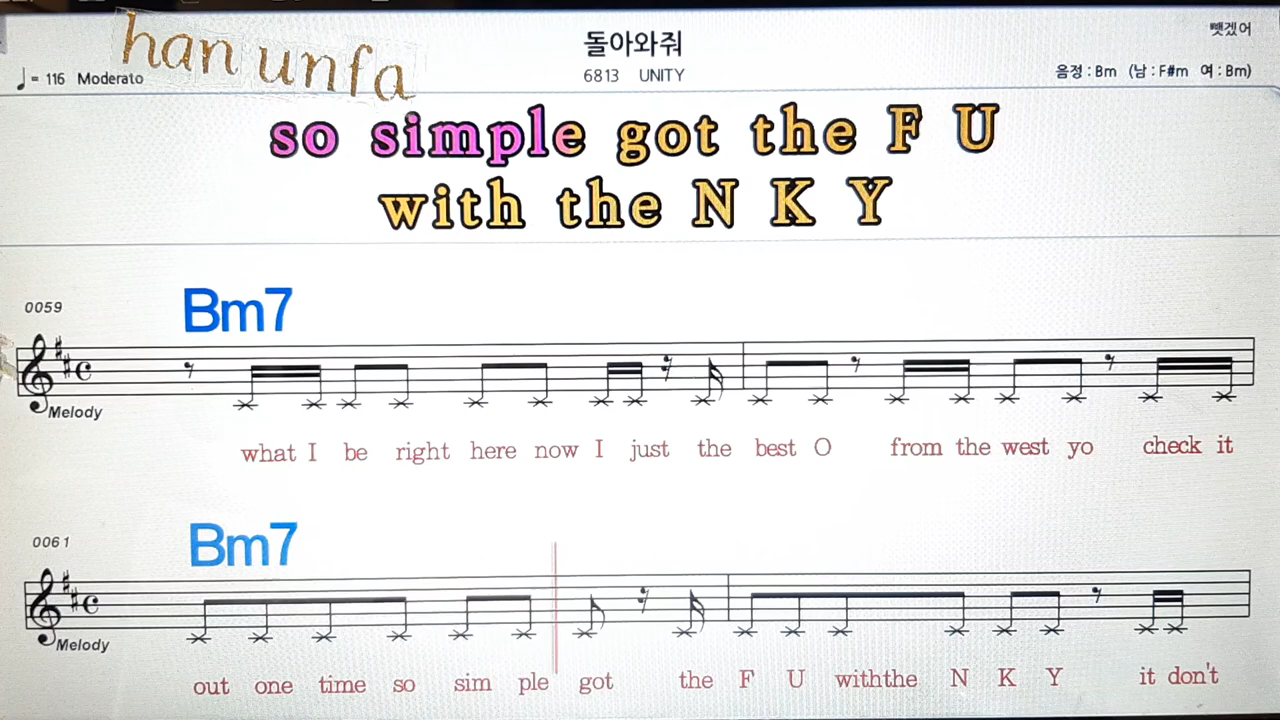 han unfa
돌아와줘
뺏겠어
♩= 116 Moderato
6813 UNITY
음정 : Bm (남 : F#m 여 : Bm)
so simple got the F U
with the N K Y
0059
Bm7
Melody
what I be right here now I just the best O from the west yo check it
0061
Bm7
Melody
out one time so sim ple got the F U withthe N K Y it don't